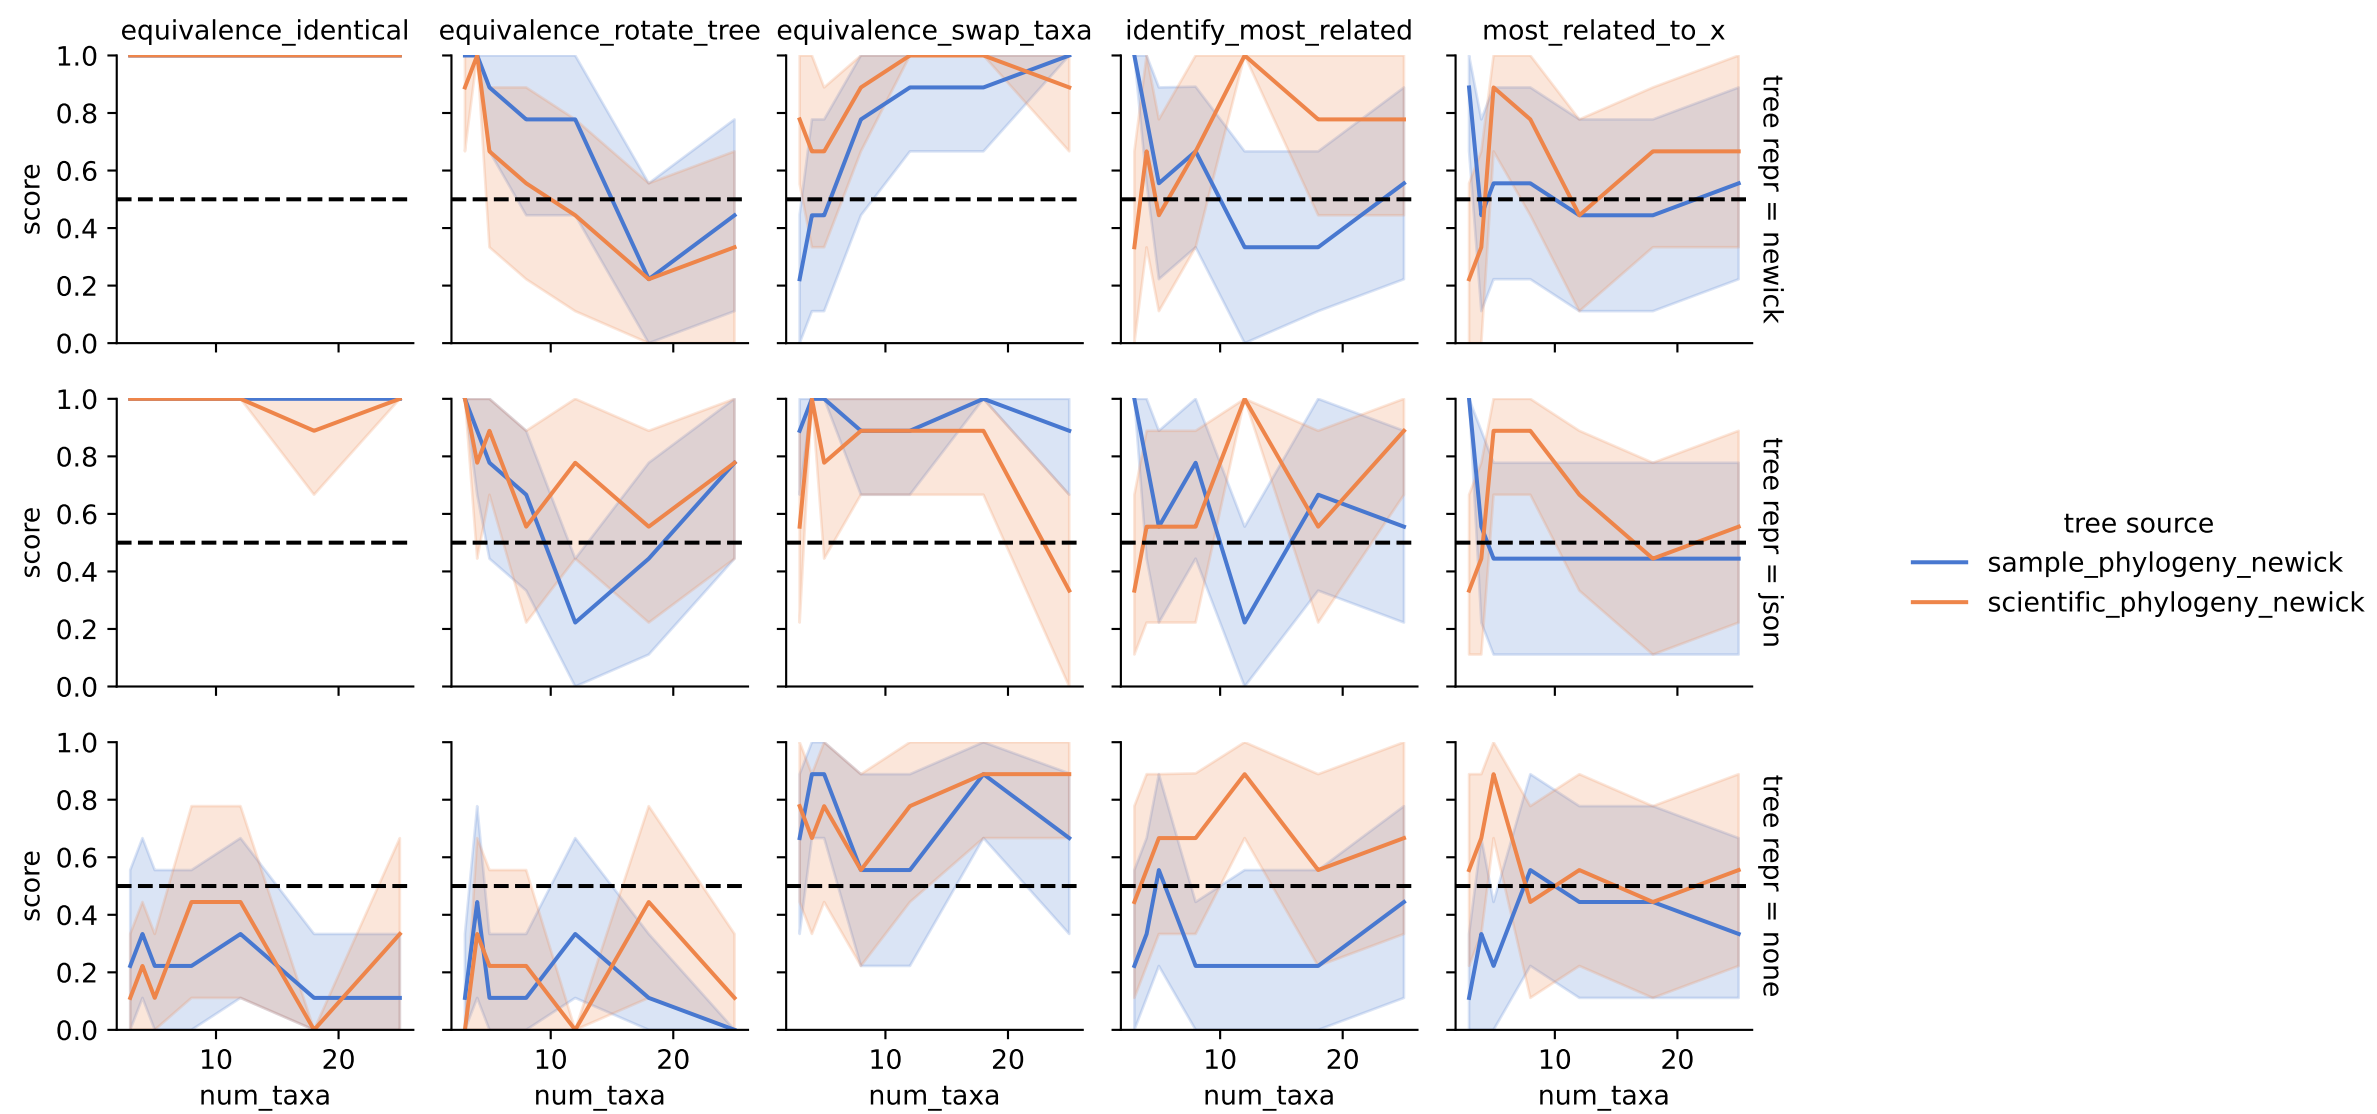 equivalence_identical
equivalence_rotate_tree
equivalence_swap_taxa
identify_most_related
most_related_to_x
1.0
0.8
0.6
0.4
0.2
0.0
score
tree repr = newick
1.0
0.8
0.6
0.4
0.2
0.0
score
tree repr = json
tree source
sample_phylogeny_newick
scientific_phylogeny_newick
1.0
0.8
0.6
0.4
0.2
0.0
score
tree repr = none
10 20
num_taxa
10 20
num_taxa
10 20
num_taxa
10 20
num_taxa
10 20
num_taxa